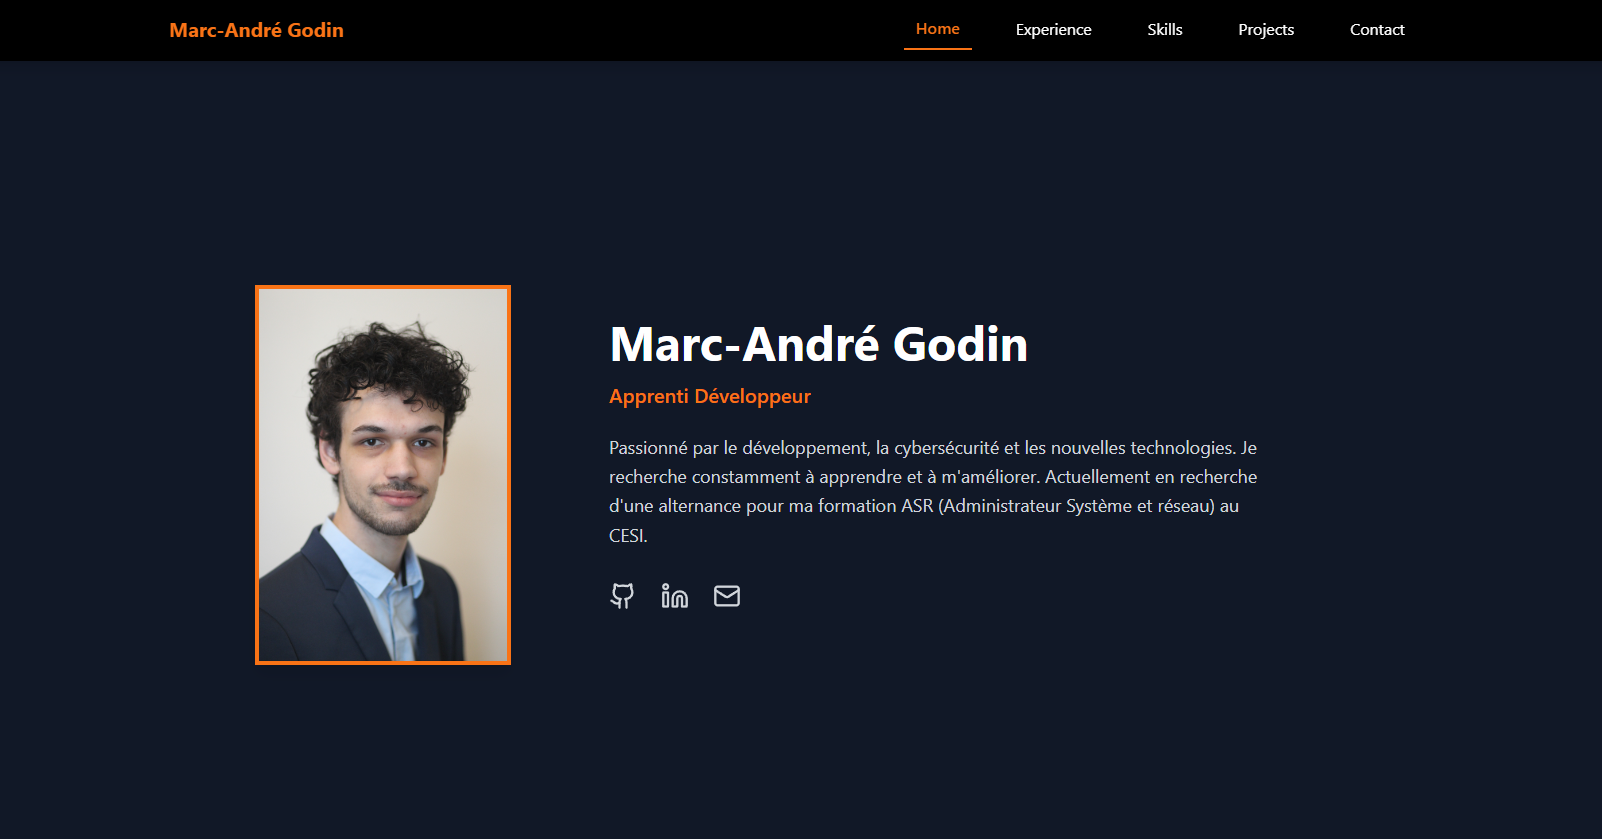 Marc-André Godin
Home
Experience
Skills
Projects
Contact
Marc-André Godin
Apprenti Développeur
Passionné par le développement, la cybersécurité et les nouvelles technologies. Je
recherche constamment à apprendre et à m'améliorer. Actuellement en recherche
d'une alternance pour ma formation ASR (Administrateur Système et réseau) au
CESI.